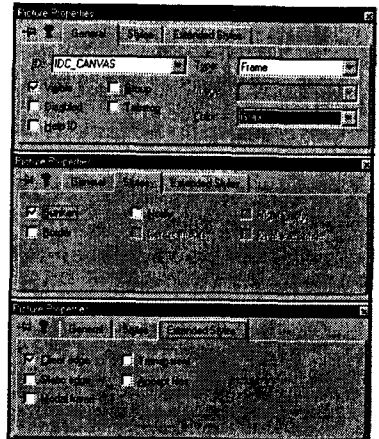 Picture Properties
General Styles Extended Styles
ID: IDC_CANVAS Type: Frame
Visible Group
Disabled Tabstop
Color: Gray
Help ID
Picture Properties
General Styles Extended Styles
Sunken Notify
Border
Picture Properties
General Styles Extended Styles
Client edge Transparent
Static edge Accept files
Modal frame